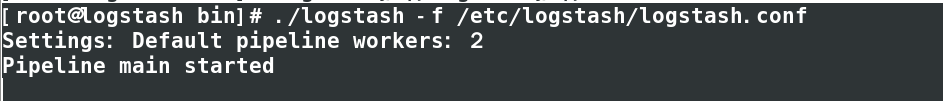 [root@logstash bin]# ./logstash -f /etc/logstash/logstash.conf
Settings: Default pipeline workers: 2
Pipeline main started